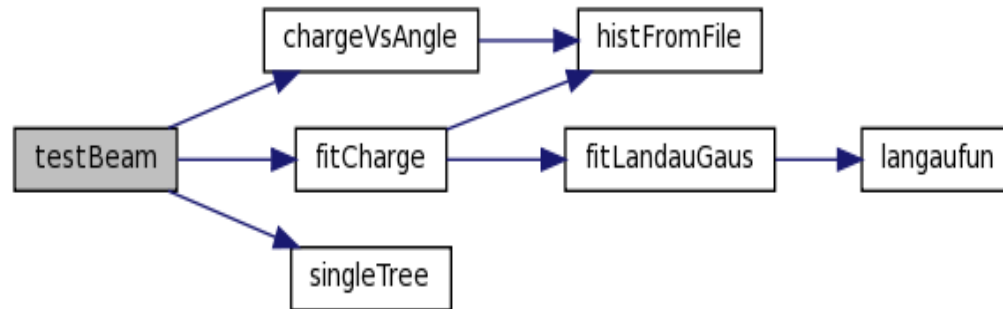 chargeVsAngle
histFromFile
testBeam
fitCharge
fitLandauGaus
langaufun
singleTree